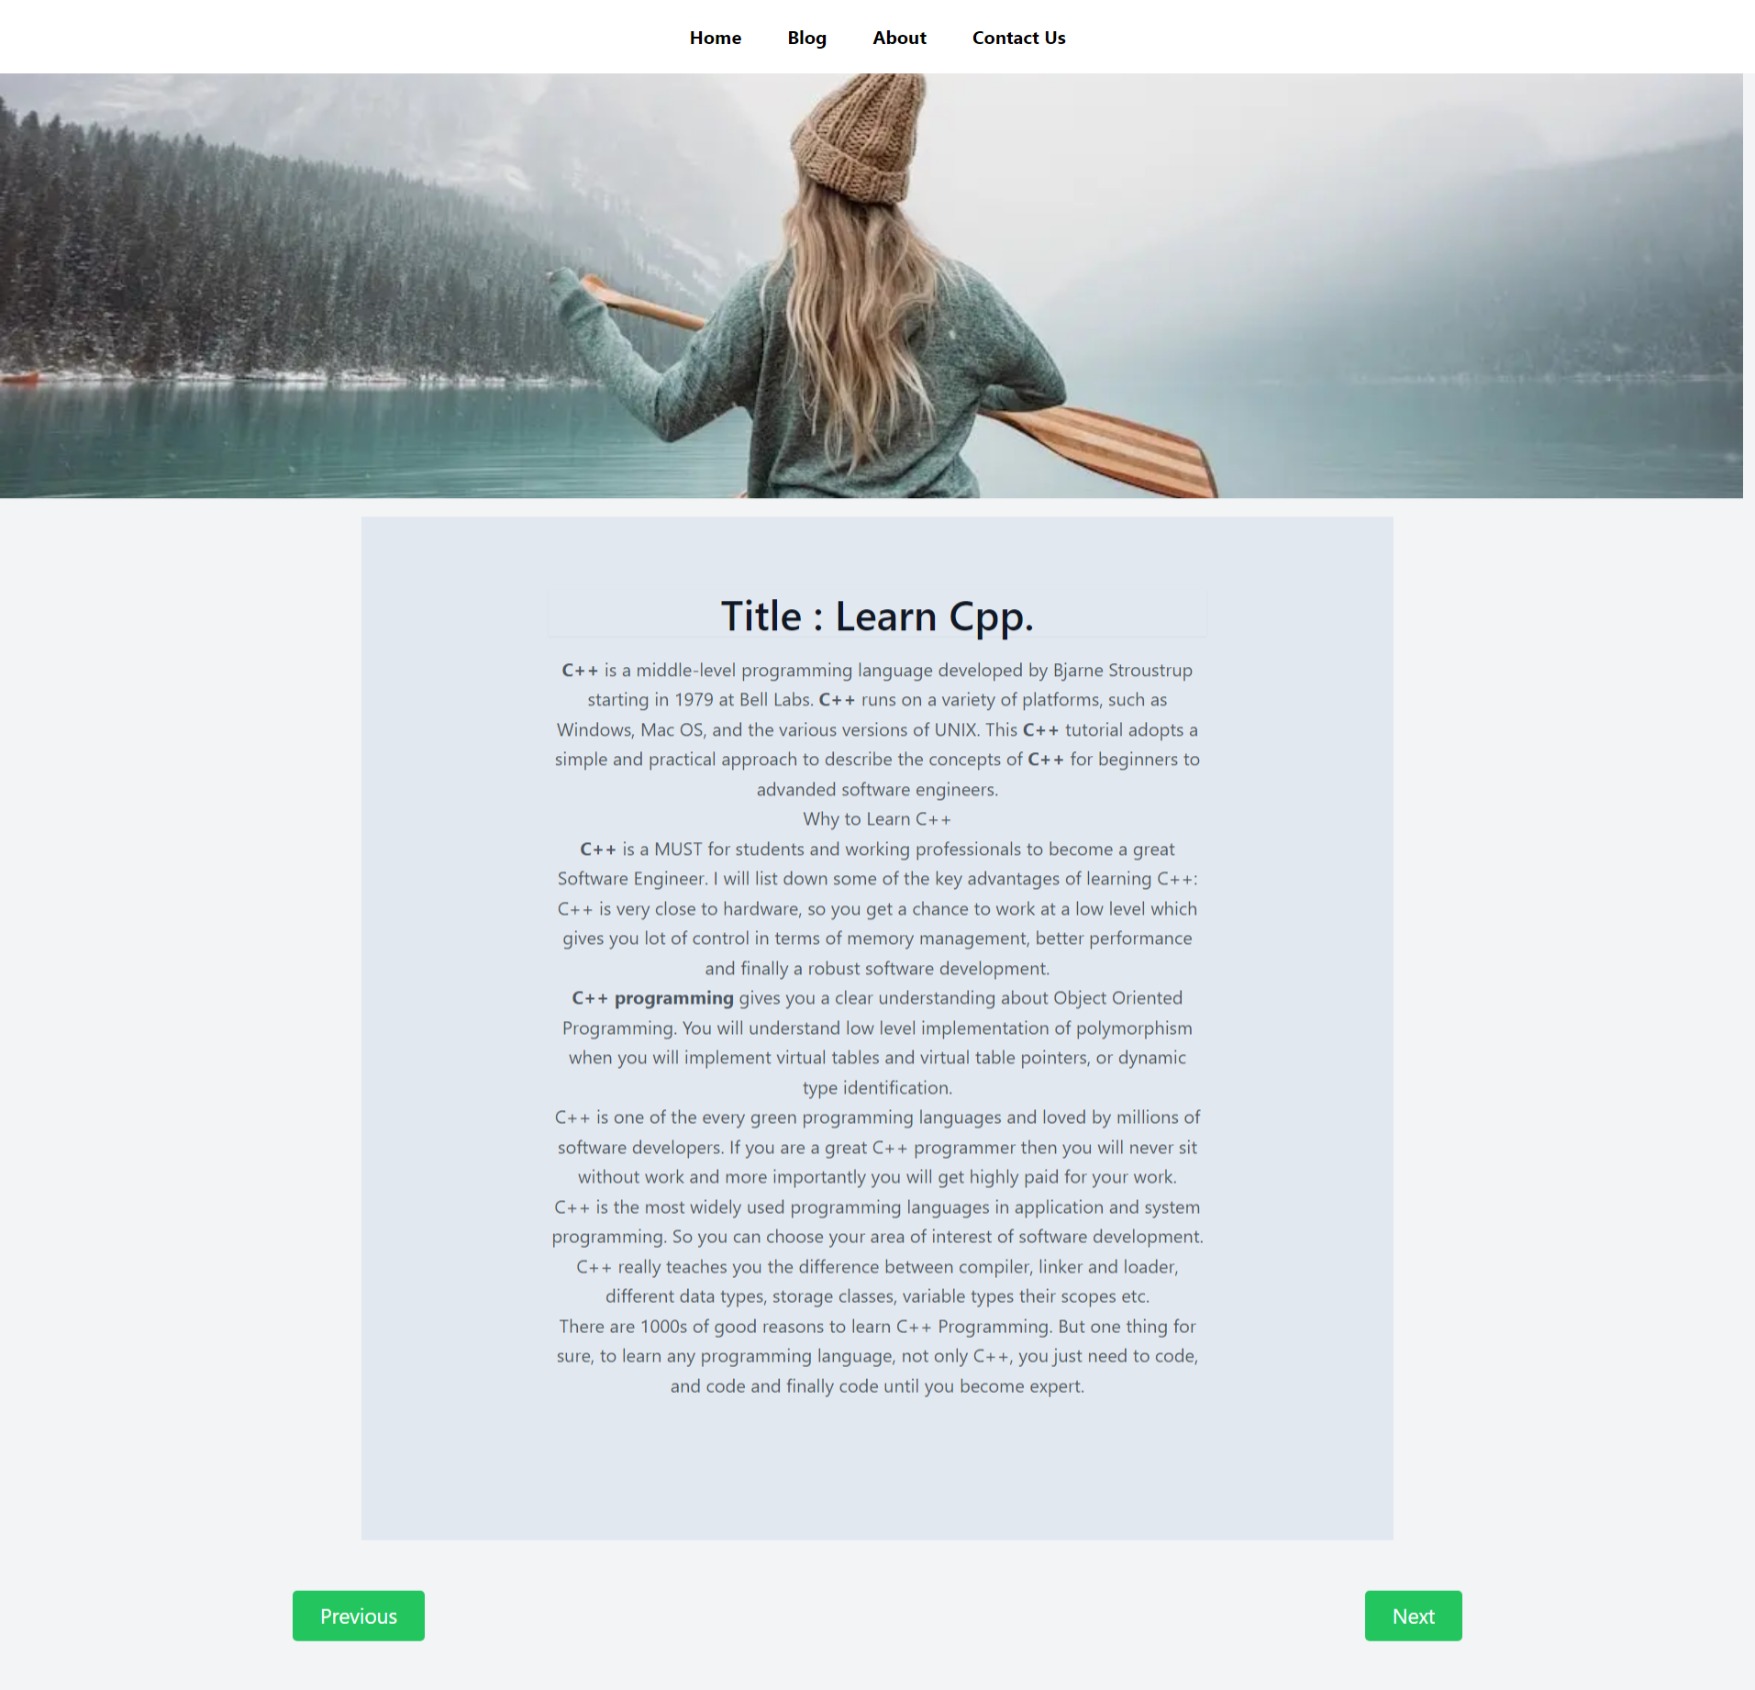 Home Blog About Contact Us
Title : Learn Cpp.
C++ is a middle-level programming language developed by Bjarne Stroustrup
starting in 1979 at Bell Labs. C++ runs on a variety of platforms, such as
Windows, Mac OS, and the various versions of UNIX. This C++ tutorial adopts a
simple and practical approach to describe the concepts of C++ for beginners to
advanded software engineers.
Why to Learn C++
C++ is a MUST for students and working professionals to become a great
Software Engineer. I will list down some of the key advantages of learning C++:
C++ is very close to hardware, so you get a chance to work at a low level which
gives you lot of control in terms of memory management, better performance
and finally a robust software development.
C++ programming gives you a clear understanding about Object Oriented
Programming. You will understand low level implementation of polymorphism
when you will implement virtual tables and virtual table pointers, or dynamic
type identification.
C++ is one of the every green programming languages and loved by millions of
software developers. If you are a great C++ programmer then you will never sit
without work and more importantly you will get highly paid for your work.
C++ is the most widely used programming languages in application and system
programming. So you can choose your area of interest of software development.
C++ really teaches you the difference between compiler, linker and loader,
different data types, storage classes, variable types their scopes etc.
There are 1000s of good reasons to learn C++ Programming. But one thing for
sure, to learn any programming language, not only C++, you just need to code,
and code and finally code until you become expert.
Previous Next